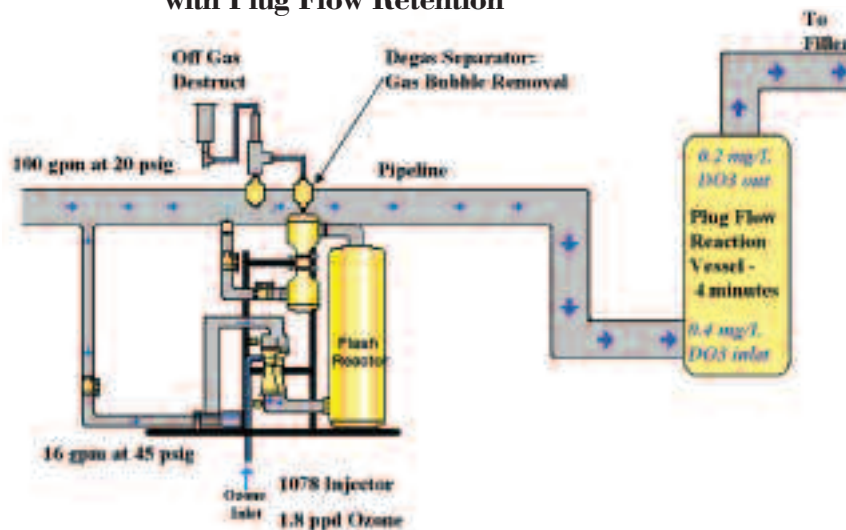 with Plug Flow Retention
To
Filler
Off Gas
Destruct
Degas Separator-
Gas Bubble Removal
100 gpm at 20 psig
Pipeline
0.2 mg/L
DO3 out
Plug Flow
Reaction
Vessel -
4 minutes
0.4 mg/L
DO3 inlet
Flash
Reactor
16 gpm at 45 psig
Ozone
Inlet
1078 Injector
1.8 ppd Ozone